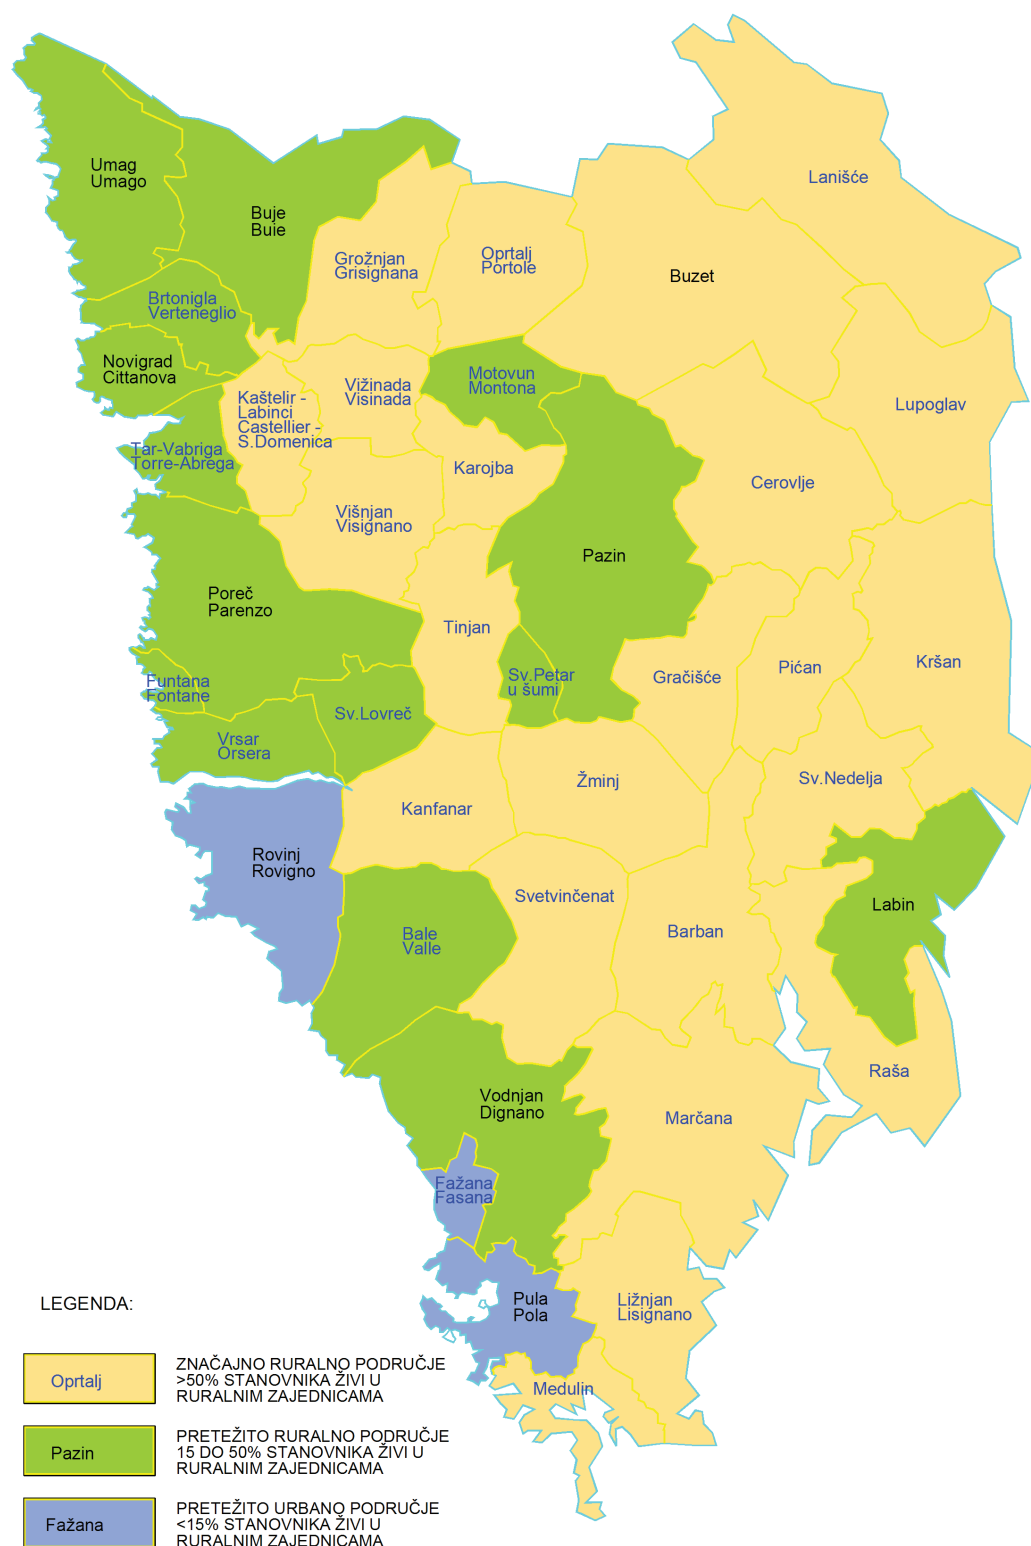 Lanišće
Umag
Umago
Buje
Buie
Grožnjan
Grisignana
Oprtalj
Portole
Buzet
Brtonigla
Verteneglio
Novigrad
Cittanova
Motovun
Montona
Vižinada
Visinada
Kaštelir -
Labinci
Castellier -
S.Domenica
Lupoglav
Tar-Vabriga
Torre-Abrega
Karojba
Cerovlje
Višnjan
Visignano
Pazin
Poreč
Parenzo
Tinjan
Kršan
Pićan
Gračišće
Sv.Petar
u šumi
Funtana
Fontane
Sv.Lovreč
Vrsar
Orsera
Žminj
Sv.Nedelja
Kanfanar
Rovinj
Rovigno
Svetvinčenat
Labin
Barban
Bale
Valle
Raša
Vodnjan
Dignano
Marčana
Fažana
Fasana
Pula
Pola
Ližnjan
Lisignano
Medulin
LEGENDA:
Oprtalj
ZNAČAJNO RURALNO PODRUČJE
>50% STANOVNIKA ŽIVI U
RURALNIM ZAJEDNICAMA
Pazin
PRETEŽITO RURALNO PODRUČJE
15 DO 50% STANOVNIKA ŽIVI U
RURALNIM ZAJEDNICAMA
Fažana
PRETEŽITO URBANO PODRUČJE
<15% STANOVNIKA ŽIVI U
RURALNIM ZAJEDNICAMA